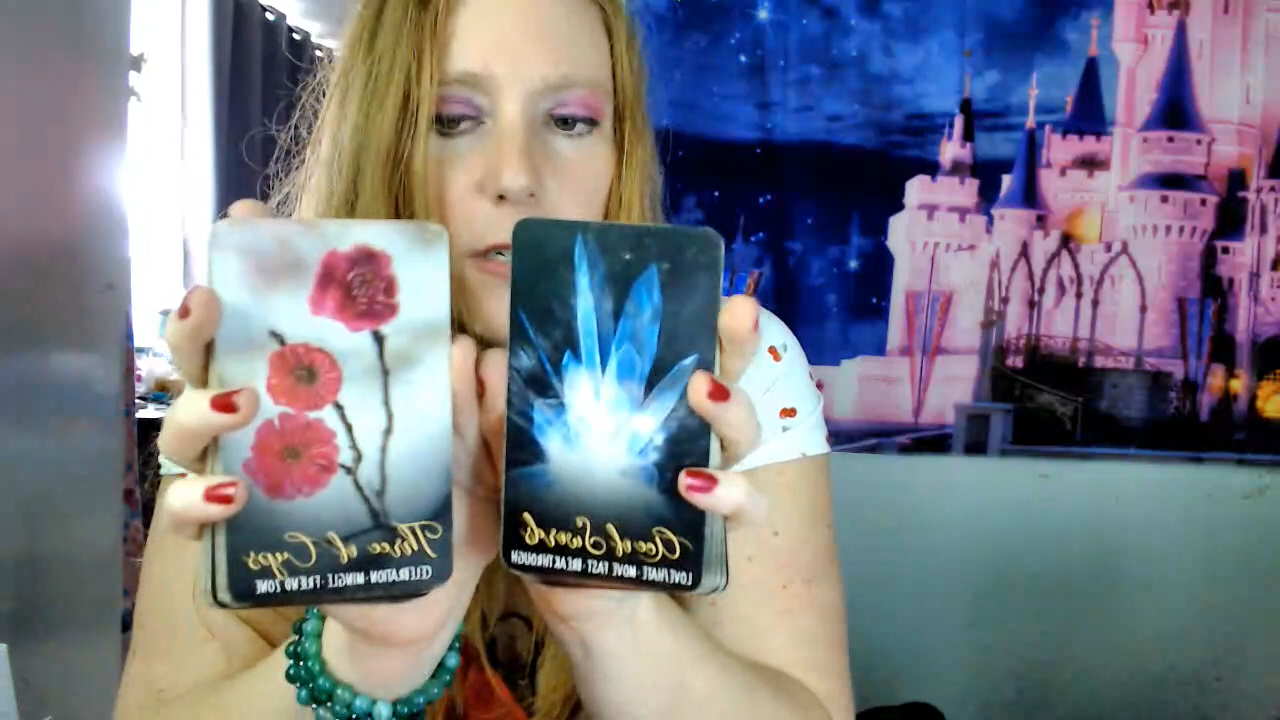 Three of Cups
CELEBRATION · MINGLE · FRIEND ZONE
Ace of Swords
LOVE/HATE · MOVE FAST · BREAKTHROUGH